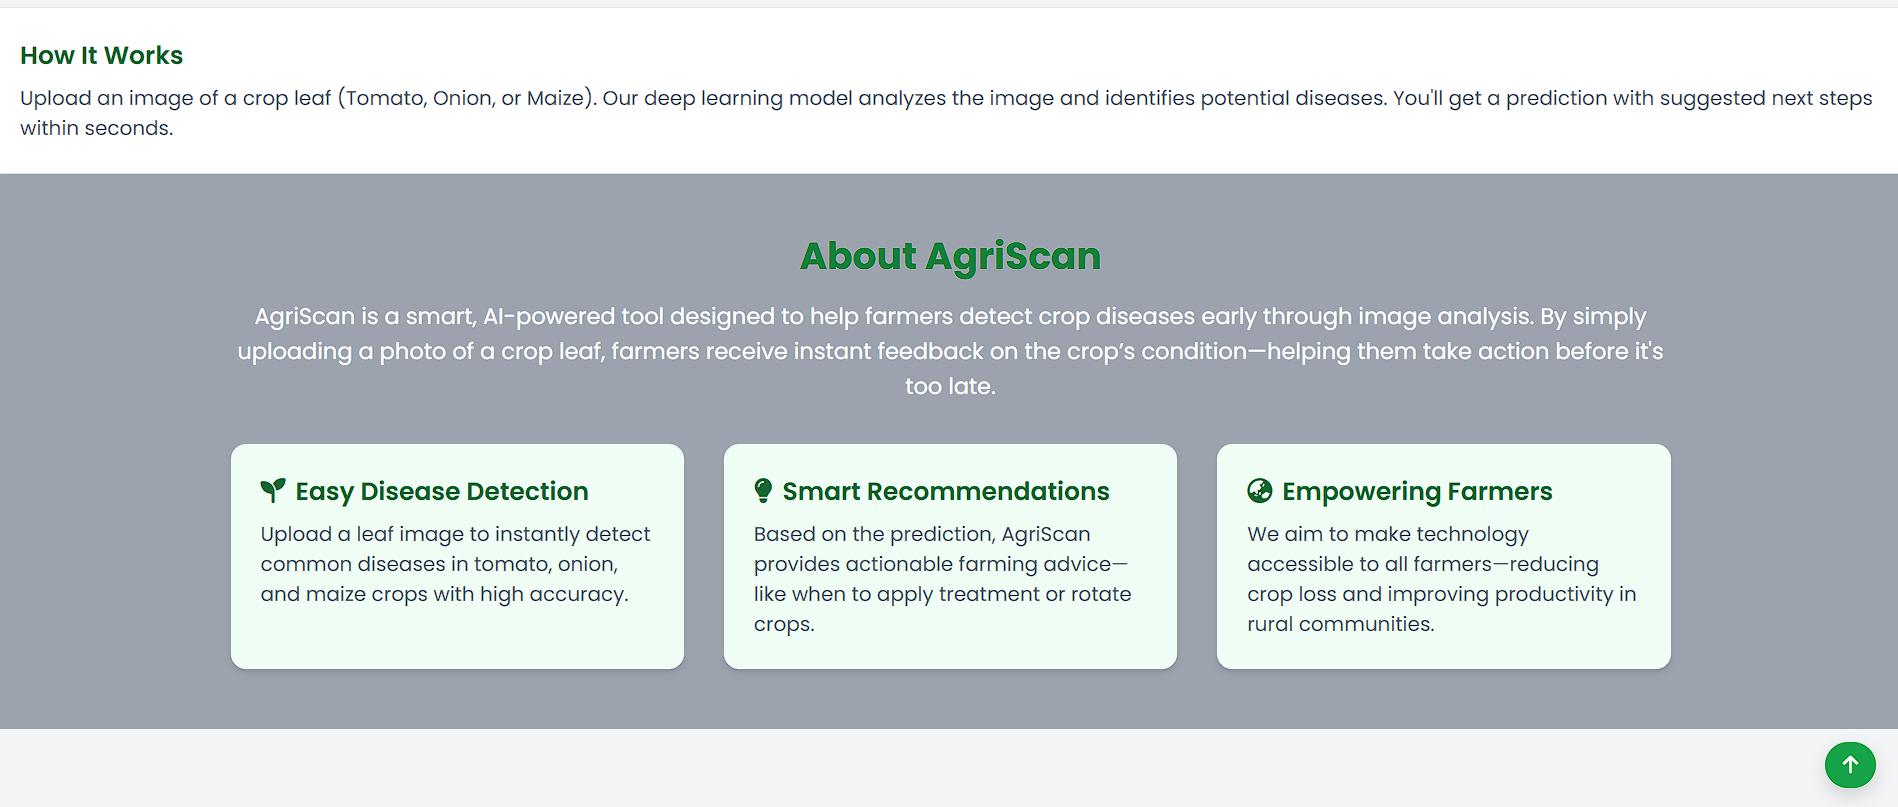 How It Works
Upload an image of a crop leaf (Tomato, Onion, or Maize). Our deep learning model analyzes the image and identifies potential diseases. You'll get a prediction with suggested next steps
within seconds.
About AgriScan
AgriScan is a smart, AI-powered tool designed to help farmers detect crop diseases early through image analysis. By simply
uploading a photo of a crop leaf, farmers receive instant feedback on the crop’s condition—helping them take action before it's
too late.
Easy Disease Detection
Upload a leaf image to instantly detect
common diseases in tomato, onion,
and maize crops with high accuracy.
Smart Recommendations
Based on the prediction, AgriScan
provides actionable farming advice—
like when to apply treatment or rotate
crops.
Empowering Farmers
We aim to make technology
accessible to all farmers—reducing
crop loss and improving productivity in
rural communities.